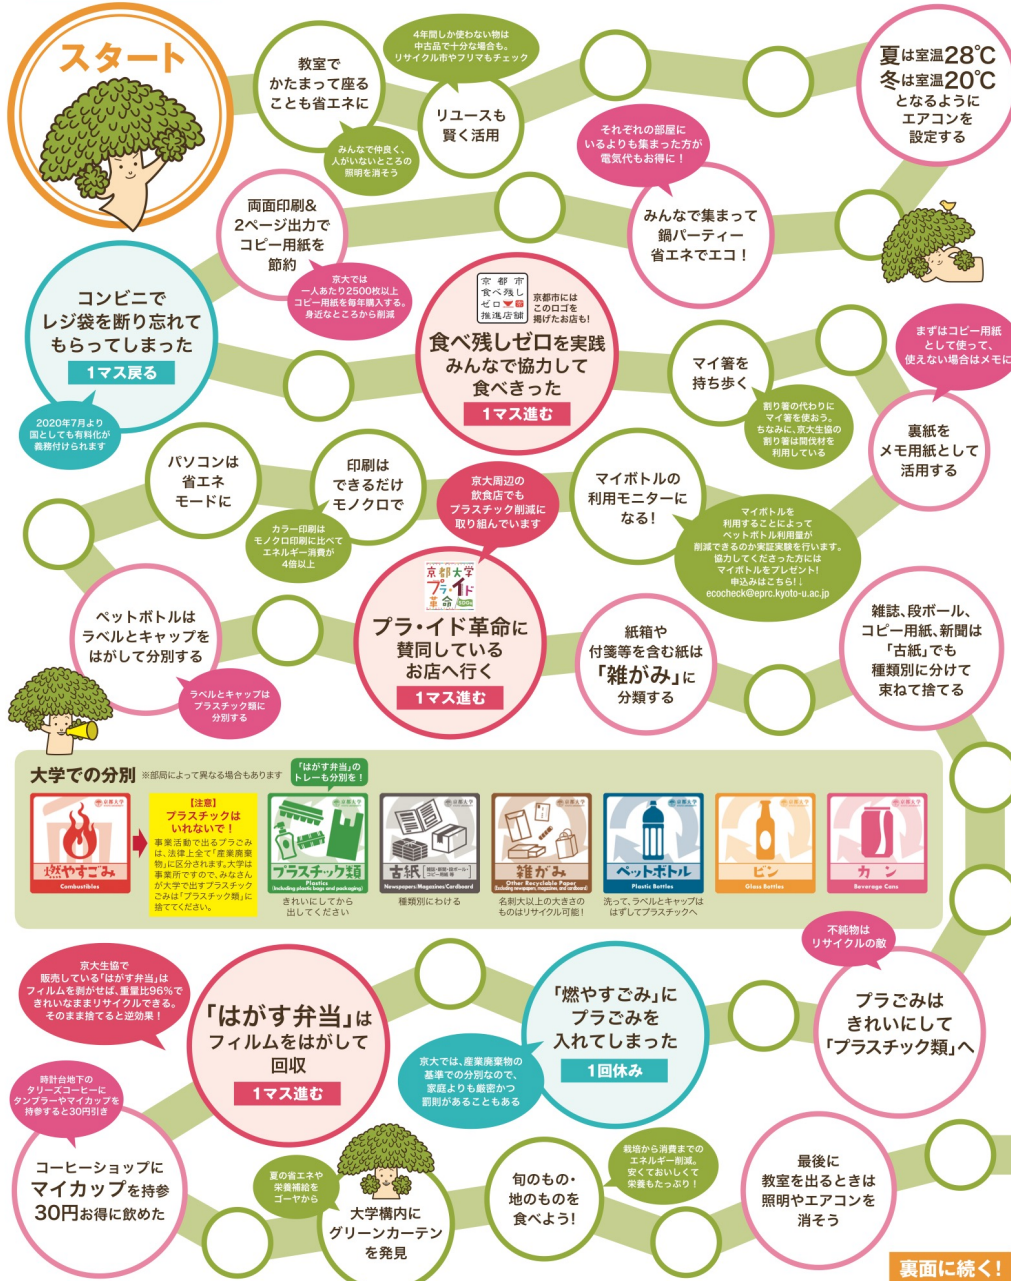 スタート
教室で
かたまって座る
ことも省エネに
みんなで仲良く、
人がいないところの
照明を消そう
4年間しか使わない物は
中古品で十分な場合も。
リサイクル市やフリマもチェック
リユースも
賢く活用
夏は室温28℃
冬は室温20℃
となるように
エアコンを
設定する
それぞれの部屋に
いるよりも集まった方が
電気代もお得に！
みんなで集まって
鍋パーティー
省エネでエコ！
両面印刷&
2ページ出力で
コピー用紙を
節約
京大では
一人あたり2500枚以上
コピー用紙を毎年購入する。
身近なところから削減
コンビニで
レジ袋を断り忘れて
もらってしまった
1マス戻る
2020年7月より
国としても有料化が
義務付けられます
京都市
食べ残し
ゼロ
推進店舗
京都市には
このロゴを
掲げたお店も！
食べ残しゼロを実践
みんなで協力して
食べきった
1マス進む
マイ箸を
持ち歩く
割り箸の代わりに
マイ箸を使おう。
ちなみに、京大生協の
割り箸は間伐材を
利用している
まずはコピー用紙
として使って、
使えない場合はメモに
裏紙を
メモ用紙として
活用する
マイボトルの
利用モニターに
なる！
マイボトルを
利用することによって
ペットボトル利用量が
削減できるのか実証実験を行います。
協力してくださった方には
マイボトルをプレゼント！
申込みはこちら！↓
ecocheck@eprc.kyoto-u.ac.jp
京大周辺の
飲食店でも
プラスチック削減に
取り組んでいます
印刷は
できるだけ
モノクロで
カラー印刷は
モノクロ印刷に比べて
エネルギー消費が
4倍以上
パソコンは
省エネ
モードに
ペットボトルは
ラベルとキャップを
はがして分別する
ラベルとキャップは
プラスチック類に
分別する
京都大学
プラ・イド
革命
プラ・イド革命に
賛同している
お店へ行く
1マス進む
紙箱や
付箋等を含む紙は
「雑がみ」に
分類する
雑誌、段ボール、
コピー用紙、新聞は
「古紙」でも
種類別に分けて
束ねて捨てる
大学での分別 ※部局によって異なる場合もあります
「はがす弁当」の
トレーも分別を！
燃やすごみ
Combustibles
【注意】
プラスチックは
いれないで！
事業活動で出るプラごみ
は、法律上全て「産業廃棄
物」に区分されます。大学は
事業所ですので、みなさん
が大学で出すプラスチック
ごみは「プラスチック類」に
捨ててください。
京都大学
プラスチック類
Plastics
(Including plastic bags and packaging)
きれいにしてから
出してください
京都大学
古紙
雑誌・新聞・段ボール・
コピー用紙 等
Newspapers/Magazines/Cardboard
種類別にわける
京都大学
雑がみ
Other Recyclable Paper
(Excluding newspapers, magazines, and cardboard)
名刺大以上の大きさの
ものはリサイクル可能！
京都大学
ペットボトル
Plastic Bottles
洗って、ラベルとキャップは
はずしてプラスチックへ
京都大学
ビン
Glass Bottles
京都大学
カン
Beverage Cans
不純物は
リサイクルの敵
プラごみは
きれいにして
「プラスチック類」へ
「燃やすごみ」に
プラごみを
入れてしまった
1回休み
京大では、産業廃棄物の
基準での分別なので、
家庭よりも厳密かつ
罰則があることもある
京大生協で
販売している「はがす弁当」は
フィルムを剥がせば、重量比96%で
きれいなままリサイクルできる。
そのまま捨てると逆効果！
「はがす弁当」は
フィルムをはがして
回収
1マス進む
時計台地下の
タリーズコーヒーに
タンブラーやマイカップを
持参すると30円引き
コーヒーショップに
マイカップを持参
30円お得に飲めた
夏の省エネや
栄養補給を
ゴーヤから
大学構内に
グリーンカーテン
を発見
旬のもの・
地のものを
食べよう！
栽培から消費までの
エネルギー削減。
安くておいしくて
栄養もたっぷり！
最後に
教室を出るときは
照明やエアコンを
消そう
裏面に続く！